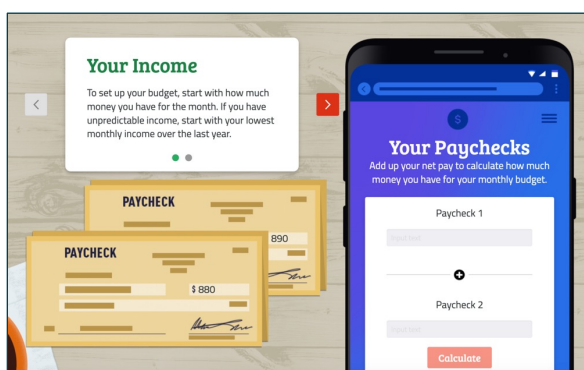 Your Income
To set up your budget, start with how much
money you have for the month. If you have
unpredictable income, start with your lowest
monthly income over the last year.
PAYCHECK
890
PAYCHECK
$ 880
$
Your Paychecks
Add up your net pay to calculate how much
money you have for your monthly budget.
Paycheck 1
Paycheck 2
Calculate